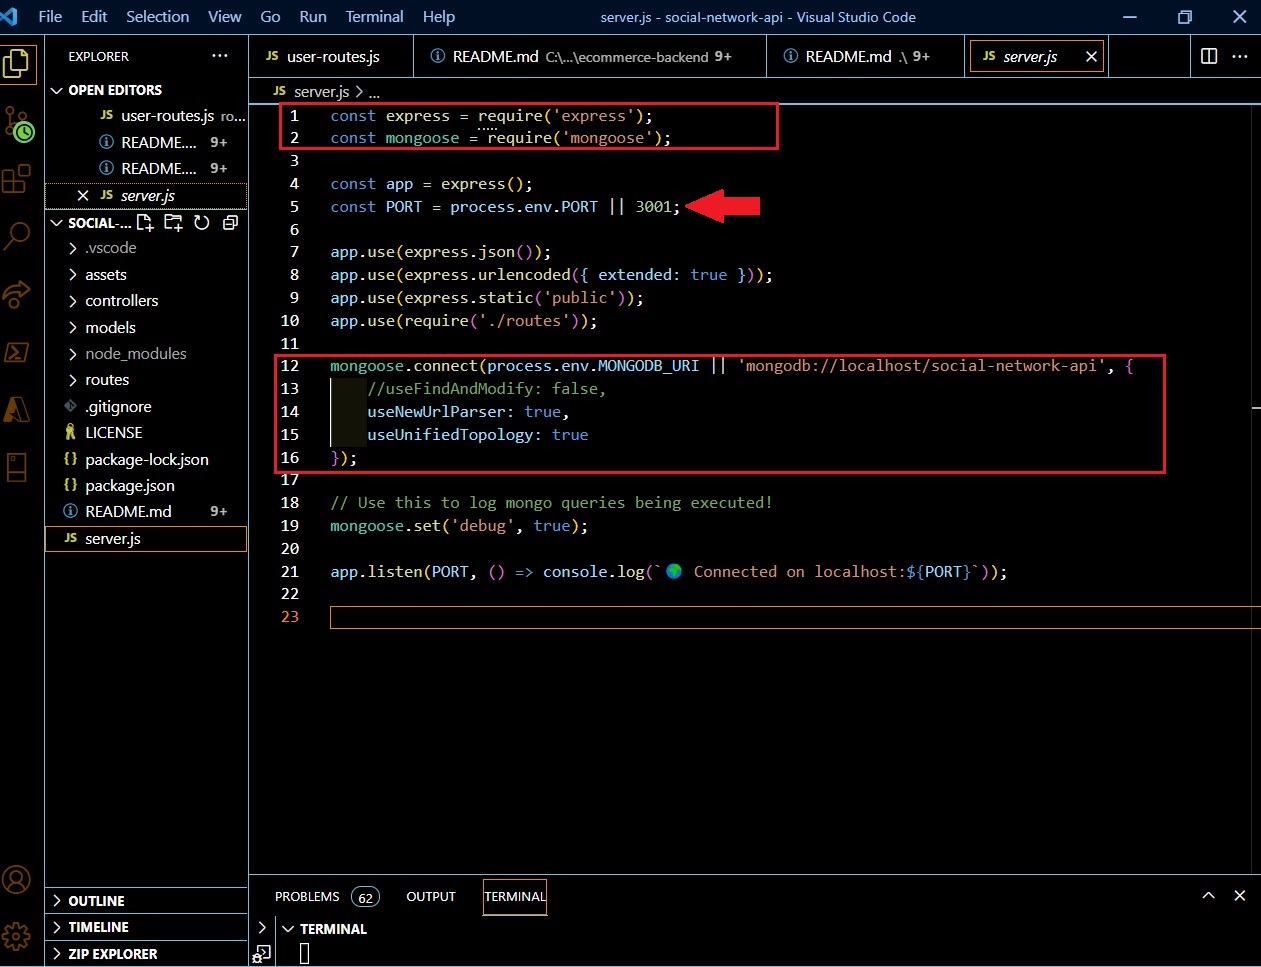 File Edit Selection View Go Run Terminal Help
server.js - social-network-api - Visual Studio Code
EXPLORER ...
OPEN EDITORS
JS user-routes.js ro...
README.... 9+
README.... 9+
JS server.js
SOCIAL-...
.vscode
assets
controllers
models
node_modules
routes
.gitignore
LICENSE
{} package-lock.json
{} package.json
README.md 9+
JS server.js
OUTLINE
TIMELINE
ZIP EXPLORER
JS user-routes.js
README.md C:\...\ecommerce-backend 9+
README.md .\ 9+
JS server.js
JS server.js > ...
1 const express = require('express');
2 const mongoose = require('mongoose');
3
4 const app = express();
5 const PORT = process.env.PORT || 3001;
6
7 app.use(express.json());
8 app.use(express.urlencoded({ extended: true }));
9 app.use(express.static('public'));
10 app.use(require('./routes'));
11
12 mongoose.connect(process.env.MONGODB_URI || 'mongodb://localhost/social-network-api', {
13 //useFindAndModify: false,
14 useNewUrlParser: true,
15 useUnifiedTopology: true
16 });
17
18 // Use this to log mongo queries being executed!
19 mongoose.set('debug', true);
20
21 app.listen(PORT, () => console.log(`🌍 Connected on localhost:${PORT}`));
22
23
PROBLEMS 62 OUTPUT TERMINAL
TERMINAL